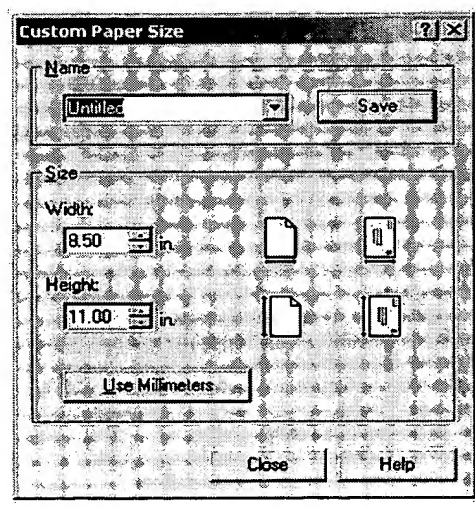 Custom Paper Size
Name
Untitled
Save
Size
Width:
8.50 in.
Height:
11.00 in.
Use Millimeters
Close Help